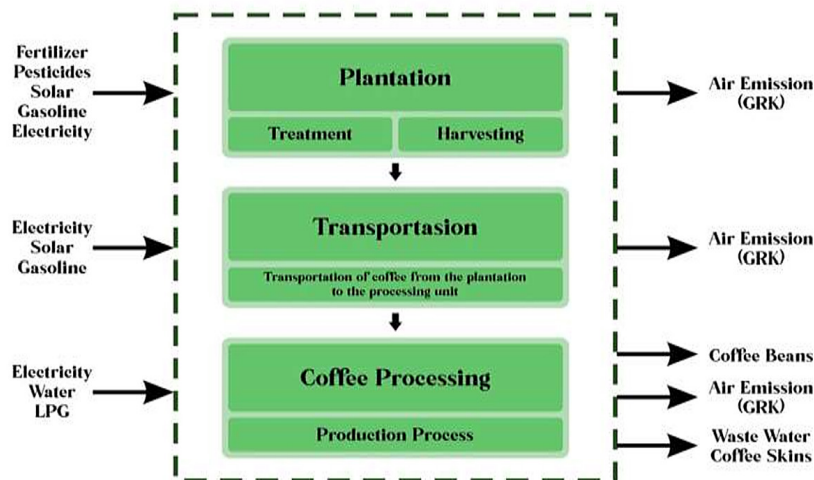 Fertilizer
Pesticides
Solar
Gasoline
Electricity
Plantation
Treatment
Harvesting
Air Emission
(GRK)
Electricity
Solar
Gasoline
Transportasion
Transportation of coffee from the plantation
to the processing unit
Air Emission
(GRK)
Electricity
Water
LPG
Coffee Processing
Production Process
Coffee Beans
Air Emission
(GRK)
Waste Water
Coffee Skins